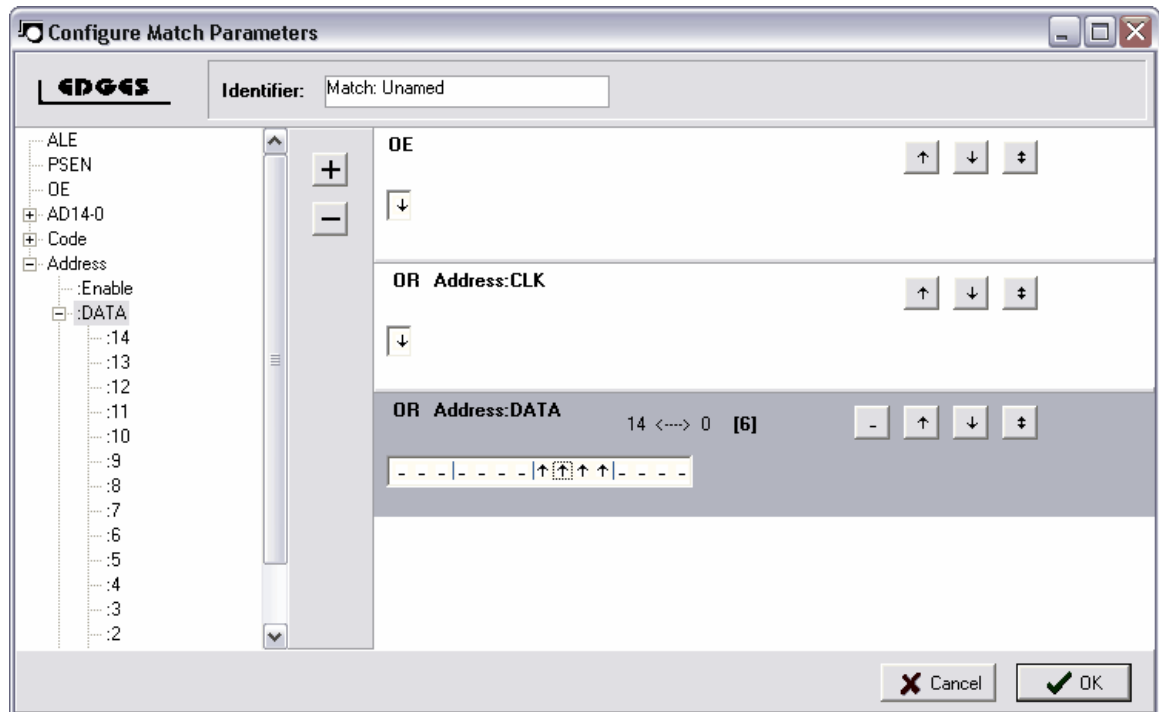 Configure Match Parameters
EDGES
Identifier: Match: Unnamed
ALE
PSEN
OE
AD14-0
Code
Address
:Enable
:DATA
:14
:13
:12
:11
:10
:9
:8
:7
:6
:5
:4
:3
:2
+
−
OE
↑ ↓ ↕
↓
OR Address:CLK
↑ ↓ ↕
↓
OR Address:DATA 14 <----> 0 [6]
- ↑ ↓ ↕
- - -|- - - -|↑↑↑↑|- - - -
Cancel OK